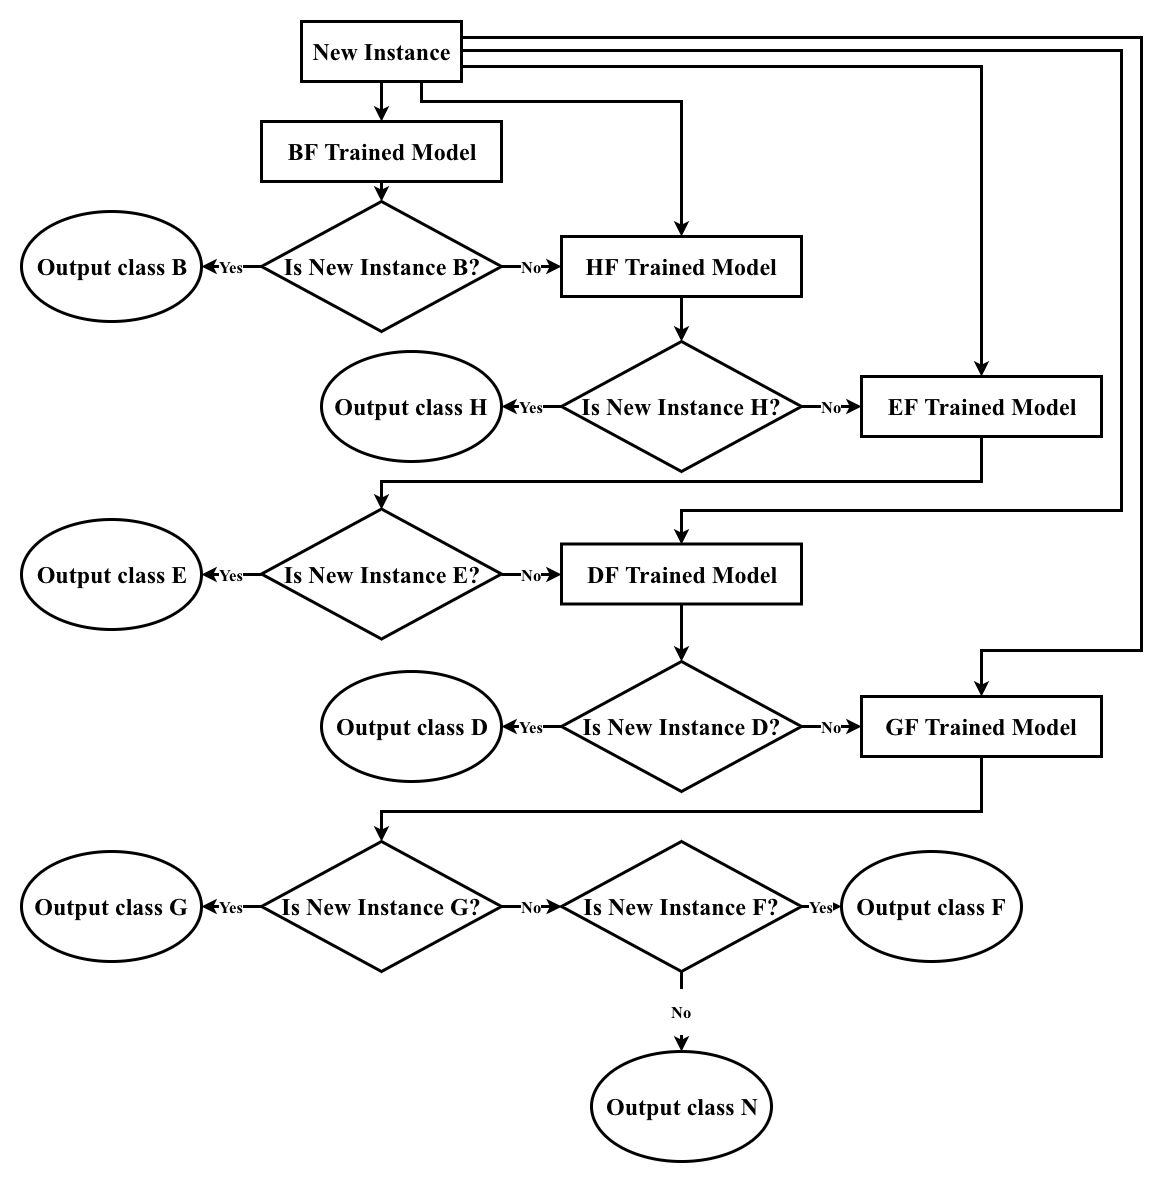 New Instance
BF Trained Model
Output class B
Yes
Is New Instance B?
No
HF Trained Model
Output class H
Yes
Is New Instance H?
No
EF Trained Model
Output class E
Yes
Is New Instance E?
No
DF Trained Model
Output class D
Yes
Is New Instance D?
No
GF Trained Model
Output class G
Yes
Is New Instance G?
No
Is New Instance F?
Yes
Output class F
No
Output class N